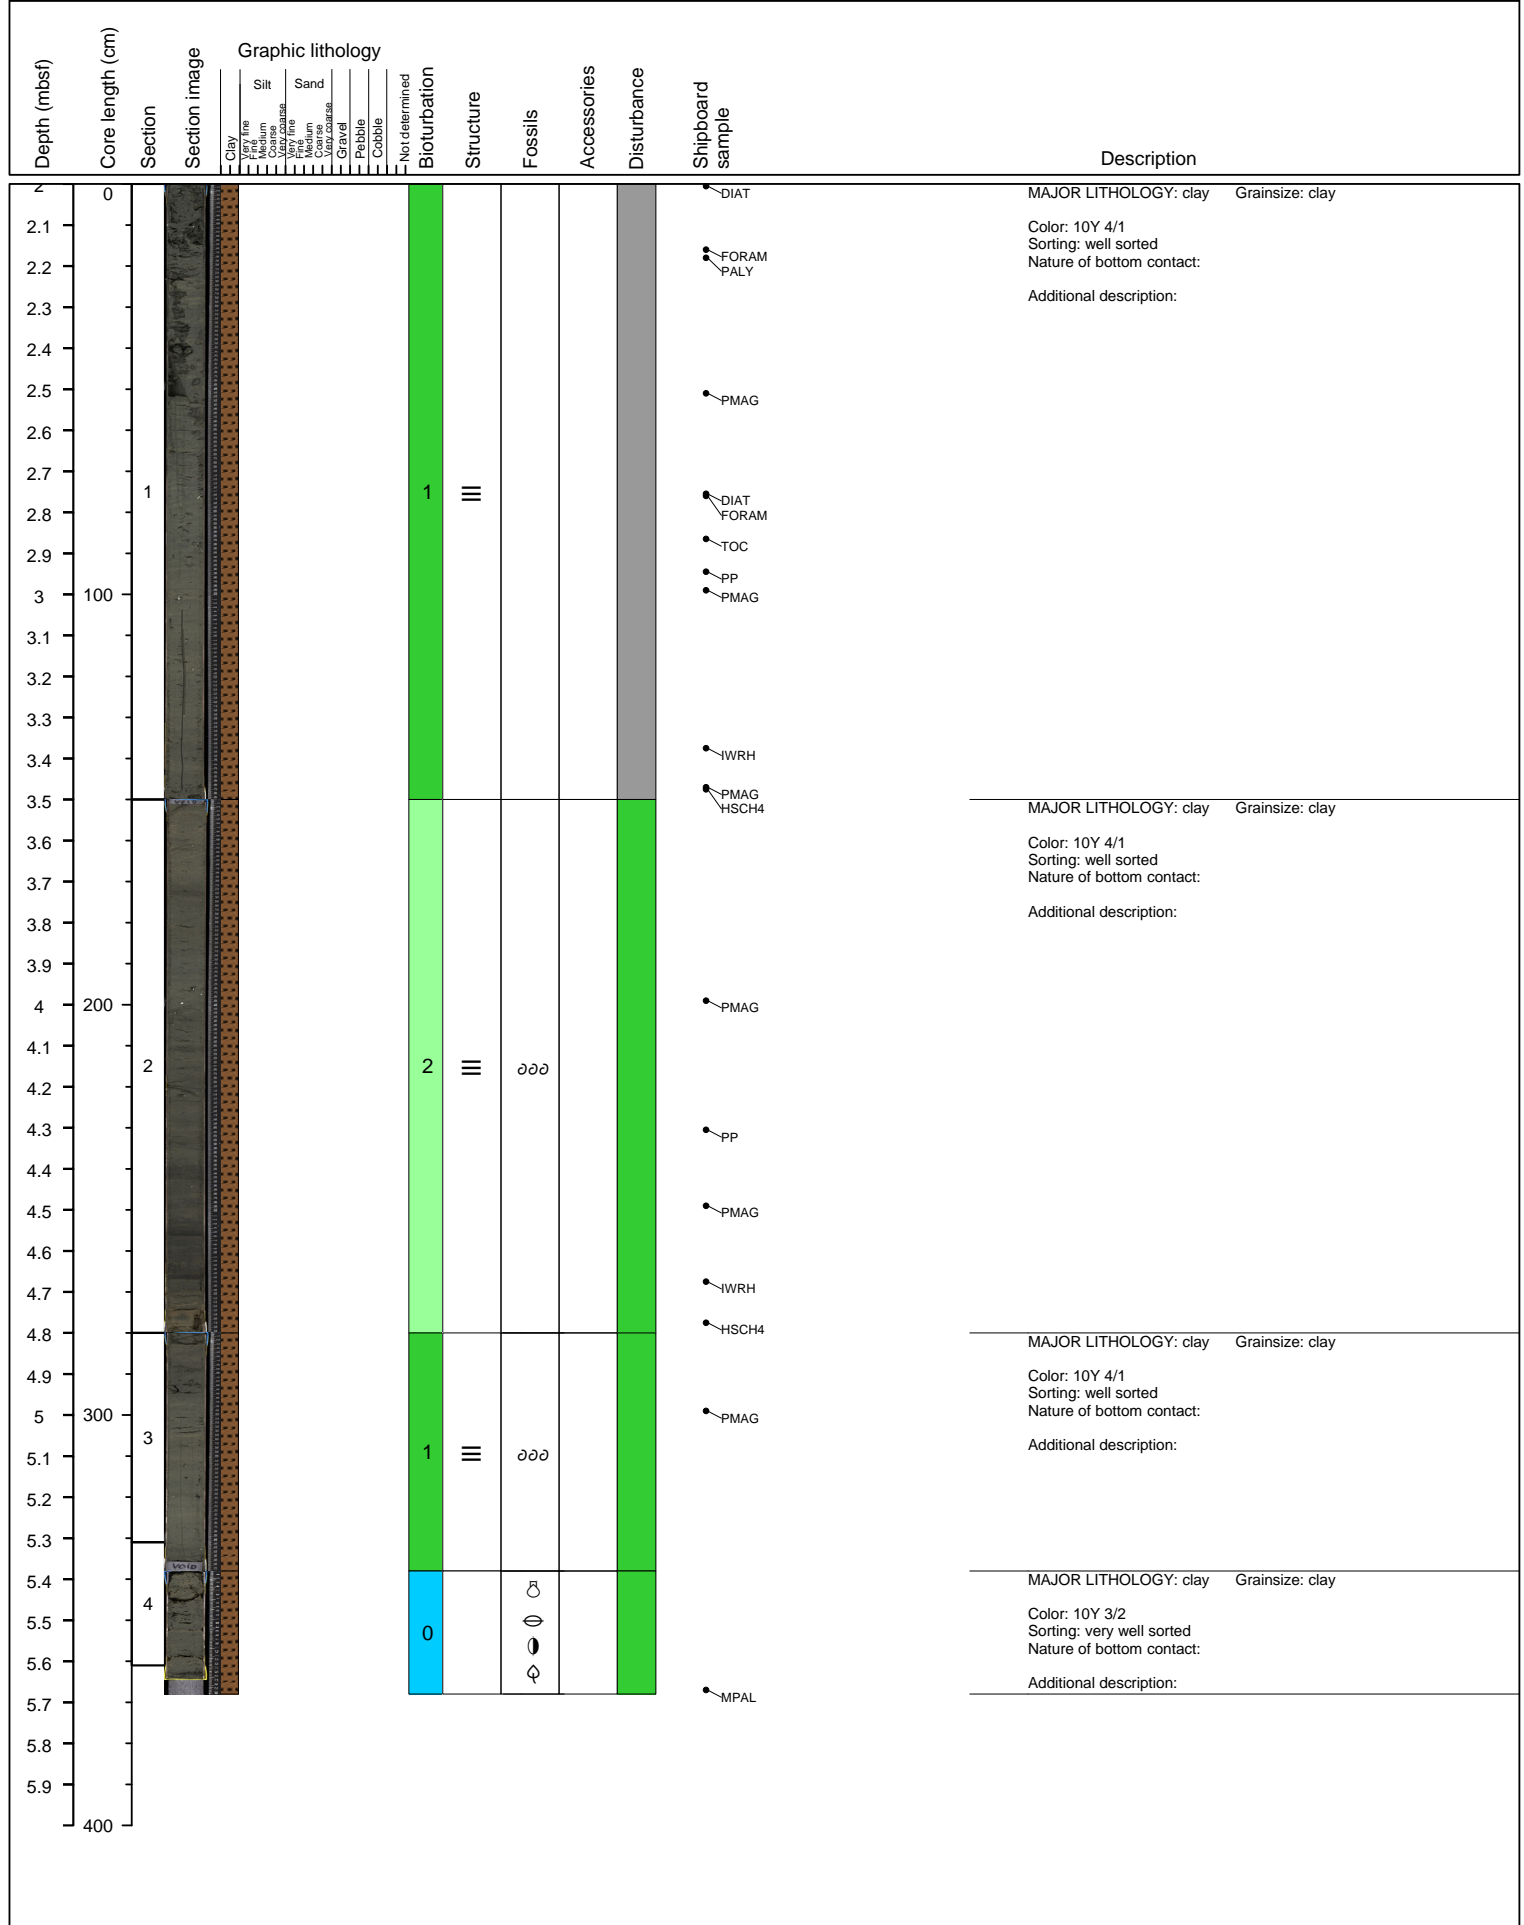 Depth (mbsf)
Core length (cm)
Section
Section image
Graphic lithology
Clay
Silt
Very fine
Fine
Medium
Coarse
Very coarse
Sand
Very fine
Fine
Medium
Coarse
Very coarse
Gravel
Pebble
Cobble
Not determined
Bioturbation
Structure
Fossils
Accessories
Disturbance
Shipboard
sample
Description
2
2.1
2.2
2.3
2.4
2.5
2.6
2.7
2.8
2.9
3
3.1
3.2
3.3
3.4
3.5
3.6
3.7
3.8
3.9
4
4.1
4.2
4.3
4.4
4.5
4.6
4.7
4.8
4.9
5
5.1
5.2
5.3
5.4
5.5
5.6
5.7
5.8
5.9
0
100
200
300
400
1
2
3
4
VOID
VOID
1
2
1
0
DIAT
FORAM
PALY
PMAG
DIAT
FORAM
TOC
PP
PMAG
IWRH
PMAG
HSCH4
PMAG
PP
PMAG
IWRH
HSCH4
PMAG
MPAL
MAJOR LITHOLOGY: clay Grainsize: clay
Color: 10Y 4/1
Sorting: well sorted
Nature of bottom contact:
Additional description:
MAJOR LITHOLOGY: clay Grainsize: clay
Color: 10Y 4/1
Sorting: well sorted
Nature of bottom contact:
Additional description:
MAJOR LITHOLOGY: clay Grainsize: clay
Color: 10Y 4/1
Sorting: well sorted
Nature of bottom contact:
Additional description:
MAJOR LITHOLOGY: clay Grainsize: clay
Color: 10Y 3/2
Sorting: very well sorted
Nature of bottom contact:
Additional description: